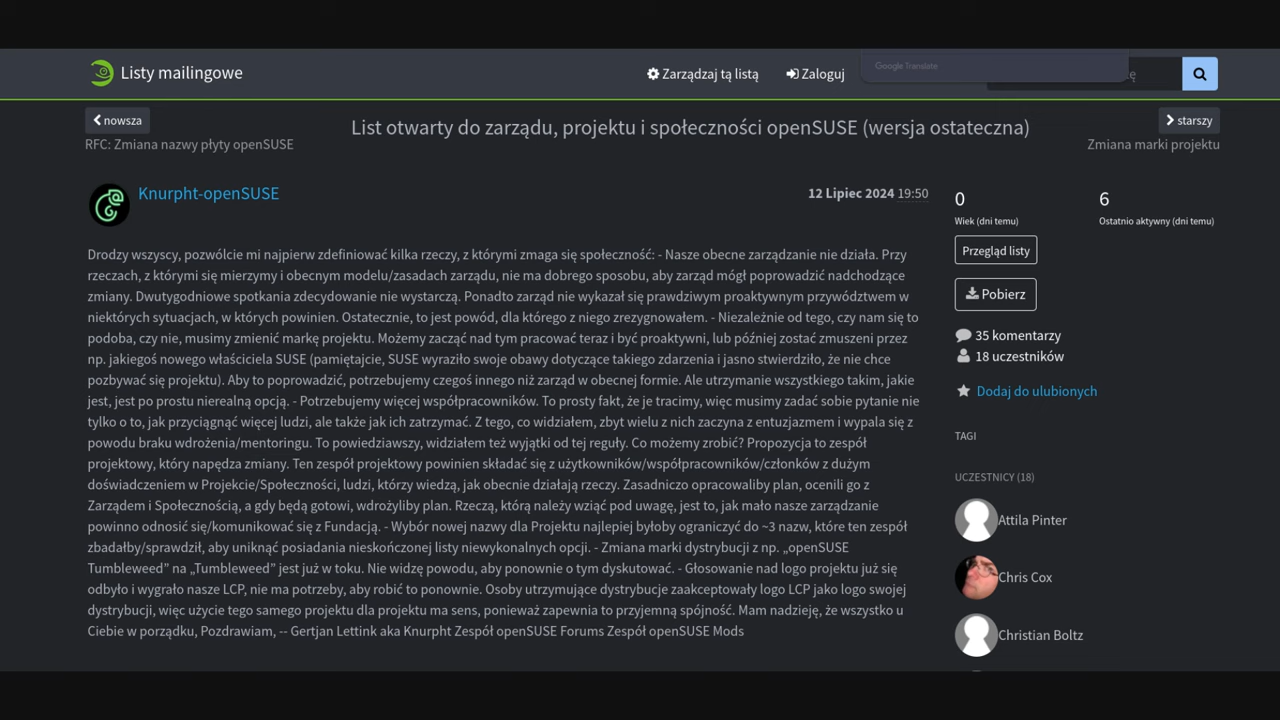 Listy mailingowe
Zarządzaj tą listą
Zaloguj
Google Translate
nowsza
RFC: Zmiana nazwy płyty openSUSE
List otwarty do zarządu, projektu i społeczności openSUSE (wersja ostateczna)
starszy
Zmiana marki projektu
Knurpht-openSUSE
12 Lipiec 2024 19:50
Drodzy wszyscy, pozwólcie mi najpierw zdefiniować kilka rzeczy, z którymi zmaga się społeczność: - Nasze obecne zarządzanie nie działa. Przy
rzeczach, z którymi się mierzymy i obecnym modelu/zasadach zarządu, nie ma dobrego sposobu, aby zarząd mógł poprowadzić nadchodzące
zmiany. Dwutygodniowe spotkania zdecydowanie nie wystarczą. Ponadto zarząd nie wykazał się prawdziwym proaktywnym przywództwem w
niektórych sytuacjach, w których powinien. Ostatecznie, to jest powód, dla którego z niego zrezygnowałem. - Niezależnie od tego, czy nam się to
podoba, czy nie, musimy zmienić markę projektu. Możemy zacząć nad tym pracować teraz i być proaktywni, lub później zostać zmuszeni przez
np. jakiegoś nowego właściciela SUSE (pamiętajcie, SUSE wyraziło swoje obawy dotyczące takiego zdarzenia i jasno stwierdziło, że nie chce
pozbywać się projektu). Aby to poprowadzić, potrzebujemy czegoś innego niż zarząd w obecnej formie. Ale utrzymanie wszystkiego takim, jakie
jest, jest po prostu nierealną opcją. - Potrzebujemy więcej współpracowników. To prosty fakt, że je tracimy, więc musimy zadać sobie pytanie nie
tylko o to, jak przyciągnąć więcej ludzi, ale także jak ich zatrzymać. Z tego, co widziałem, zbyt wielu z nich zaczyna z entuzjazmem i wypala się z
powodu braku wdrożenia/mentoringu. To powiedziawszy, widziałem też wyjątki od tej reguły. Co możemy zrobić? Propozycja to zespół
projektowy, który napędza zmiany. Ten zespół projektowy powinien składać się z użytkowników/współpracowników/członków z dużym
doświadczeniem w Projekcie/Społeczności, ludzi, którzy wiedzą, jak obecnie działają rzeczy. Zasadniczo opracowaliby plan, ocenili go z
Zarządem i Społecznością, a gdy będą gotowi, wdrożyliby plan. Rzeczą, którą należy wziąć pod uwagę, jest to, jak mało nasze zarządzanie
powinno odnosić się/komunikować się z Fundacją. - Wybór nowej nazwy dla Projektu najlepiej byłoby ograniczyć do ~3 nazw, które ten zespół
zbadałby/sprawdził, aby uniknąć posiadania nieskończonej listy niewykonalnych opcji. - Zmiana marki dystrybucji z np. „openSUSE
Tumbleweed” na „Tumbleweed” jest już w toku. Nie widzę powodu, aby ponownie o tym dyskutować. - Głosowanie nad logo projektu już się
odbyło i wygrało nasze LCP, nie ma potrzeby, aby robić to ponownie. Osoby utrzymujące dystrybucje zaakceptowały logo LCP jako logo swojej
dystrybucji, więc użycie tego samego projektu dla projektu ma sens, ponieważ zapewnia to przyjemną spójność. Mam nadzieję, że wszystko u
Ciebie w porządku, Pozdrawiam, -- Gertjan Lettink aka Knurpht Zespół openSUSE Forums Zespół openSUSE Mods
0
6
Wiek (dni temu)
Ostatnio aktywny (dni temu)
Przegląd listy
Pobierz
35 komentarzy
18 uczestników
Dodaj do ulubionych
TAGI
UCZESTNICY (18)
Attila Pinter
Chris Cox
Christian Boltz